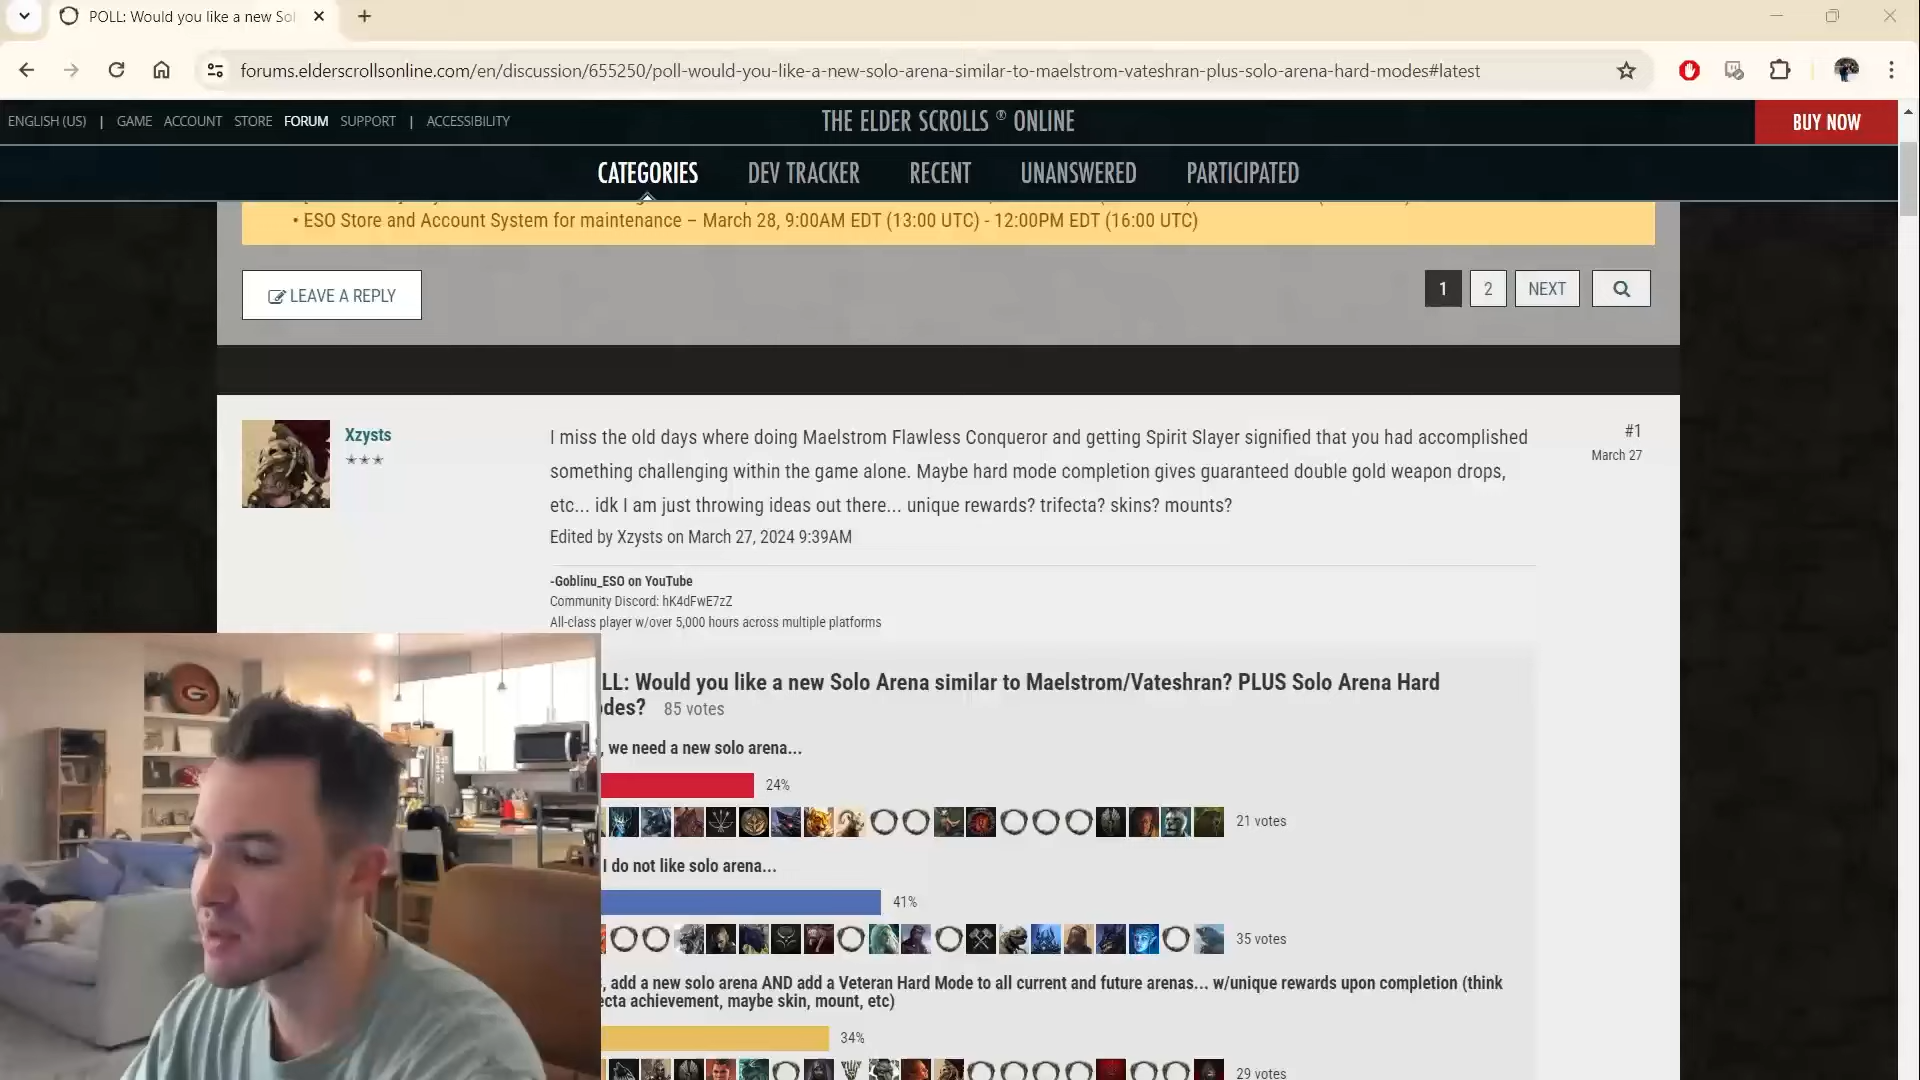 POLL: Would you like a new Sol
forums.elderscrollsonline.com/en/discussion/655250/poll-would-you-like-a-new-solo-arena-similar-to-maelstrom-vateshran-plus-solo-arena-hard-modes#latest
ENGLISH (US) | GAME ACCOUNT STORE FORUM SUPPORT | ACCESSIBILITY
THE ELDER SCROLLS ® ONLINE
BUY NOW
CATEGORIES DEV TRACKER RECENT UNANSWERED PARTICIPATED
• ESO Store and Account System for maintenance – March 28, 9:00AM EDT (13:00 UTC) - 12:00PM EDT (16:00 UTC)
LEAVE A REPLY
1 2 NEXT
Xzysts
I miss the old days where doing Maelstrom Flawless Conqueror and getting Spirit Slayer signified that you had accomplished
something challenging within the game alone. Maybe hard mode completion gives guaranteed double gold weapon drops,
etc... idk I am just throwing ideas out there... unique rewards? trifecta? skins? mounts?
Edited by Xzysts on March 27, 2024 9:39AM
#1
March 27
-Goblinu_ESO on YouTube
Community Discord: hK4dFwE7zZ
All-class player w/over 5,000 hours across multiple platforms
LL: Would you like a new Solo Arena similar to Maelstrom/Vateshran? PLUS Solo Arena Hard
des? 85 votes
, we need a new solo arena...
24%
21 votes
I do not like solo arena...
41%
35 votes
, add a new solo arena AND add a Veteran Hard Mode to all current and future arenas... w/unique rewards upon completion (think
ecta achievement, maybe skin, mount, etc)
34%
29 votes